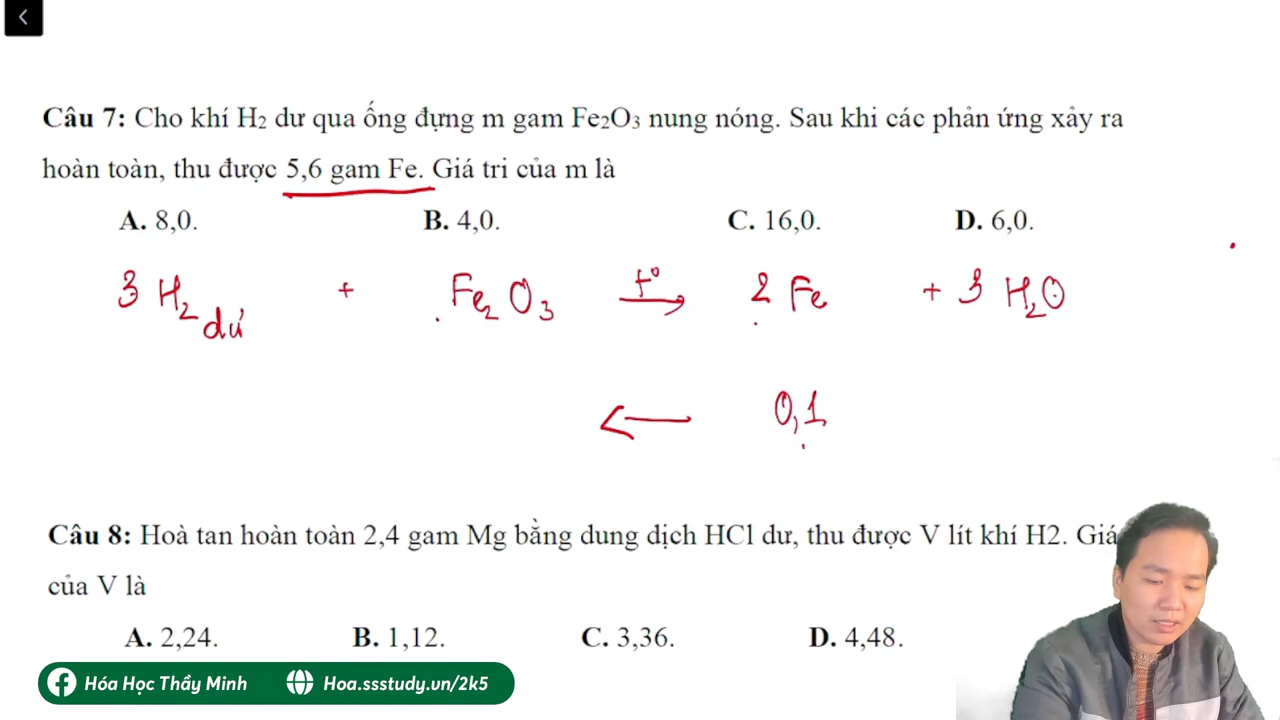 Câu 7: Cho khí H₂ dư qua ống đựng m gam Fe₂O₃ nung nóng. Sau khi các phản ứng xảy ra
hoàn toàn, thu được 5,6 gam Fe. Giá tri của m là
A. 8,0. B. 4,0. C. 16,0. D. 6,0.
3 H₂ dư + Fe₂O₃ t° → 2 Fe + 3 H₂O
← 0,1
Câu 8: Hoà tan hoàn toàn 2,4 gam Mg bằng dung dịch HCl dư, thu được V lít khí H2. Giá
của V là
A. 2,24. B. 1,12. C. 3,36. D. 4,48.
Hóa Học Thầy Minh Hoa.ssstudy.vn/2k5